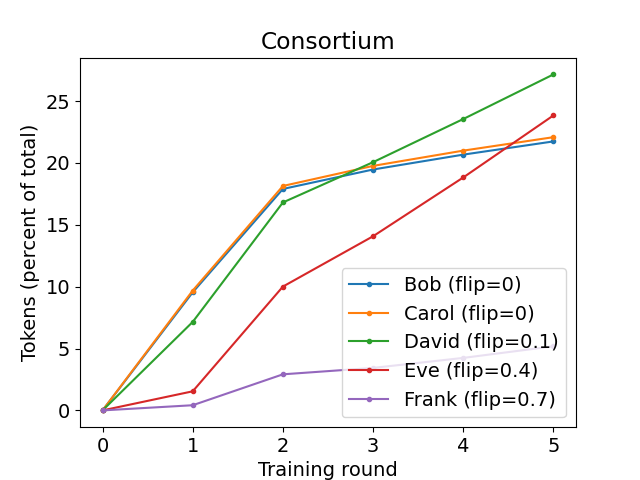 Consortium
Tokens (percent of total)
25
20
15
10
5
0
Bob (flip=0)
Carol (flip=0)
David (flip=0.1)
Eve (flip=0.4)
Frank (flip=0.7)
0 1 2 3 4 5
Training round